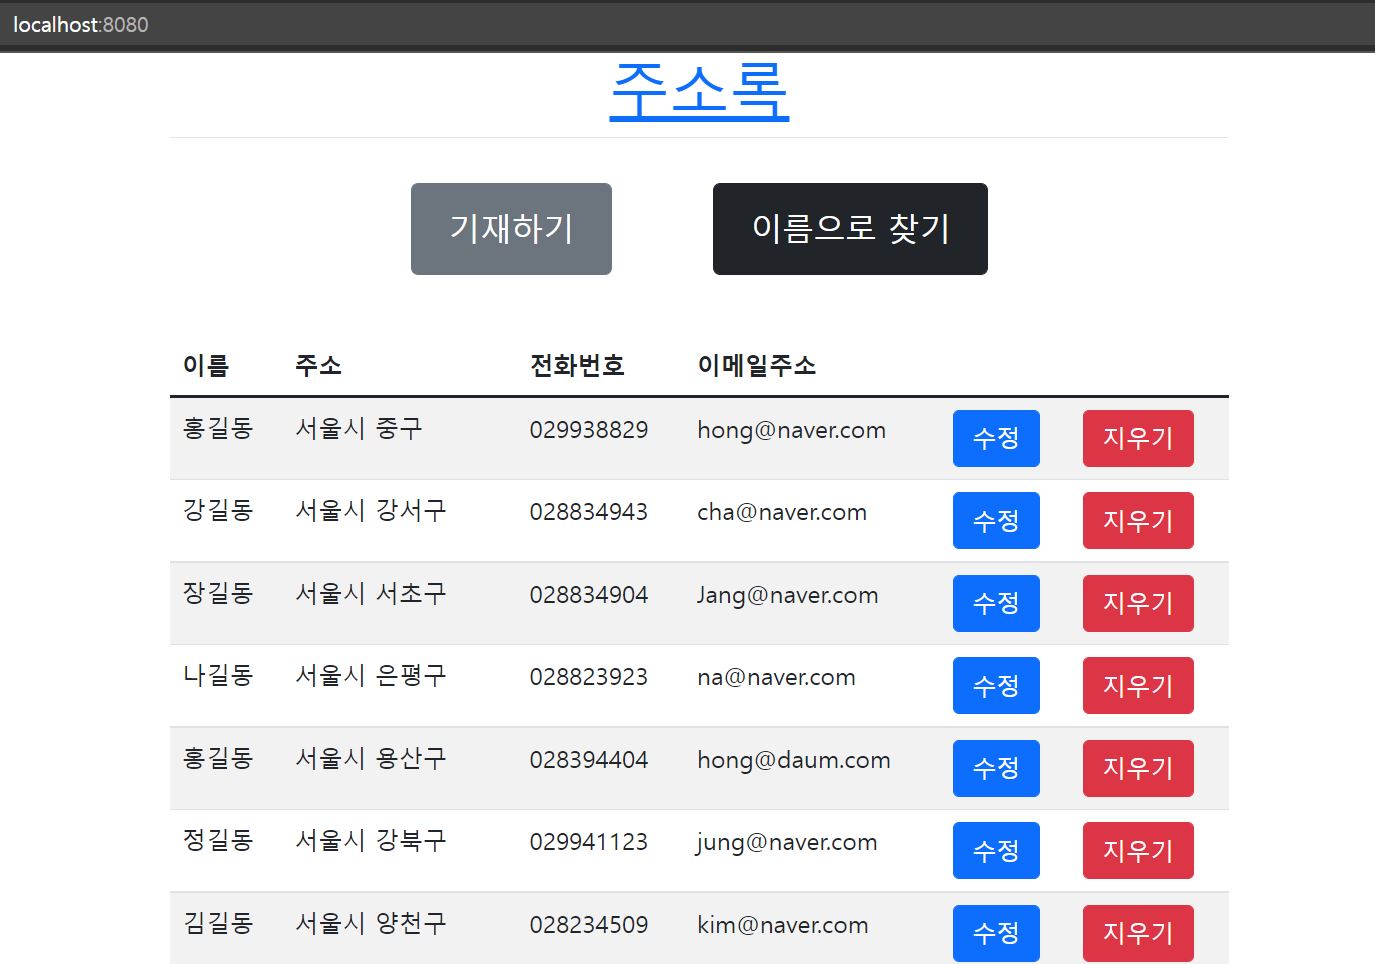 localhost:8080
주소록
기재하기 이름으로 찾기
이름 주소 전화번호 이메일주소
홍길동 서울시 중구 029938829 hong@naver.com 수정 지우기
강길동 서울시 강서구 028834943 cha@naver.com 수정 지우기
장길동 서울시 서초구 028834904 Jang@naver.com 수정 지우기
나길동 서울시 은평구 028823923 na@naver.com 수정 지우기
홍길동 서울시 용산구 028394404 hong@daum.com 수정 지우기
정길동 서울시 강북구 029941123 jung@naver.com 수정 지우기
김길동 서울시 양천구 028234509 kim@naver.com 수정 지우기